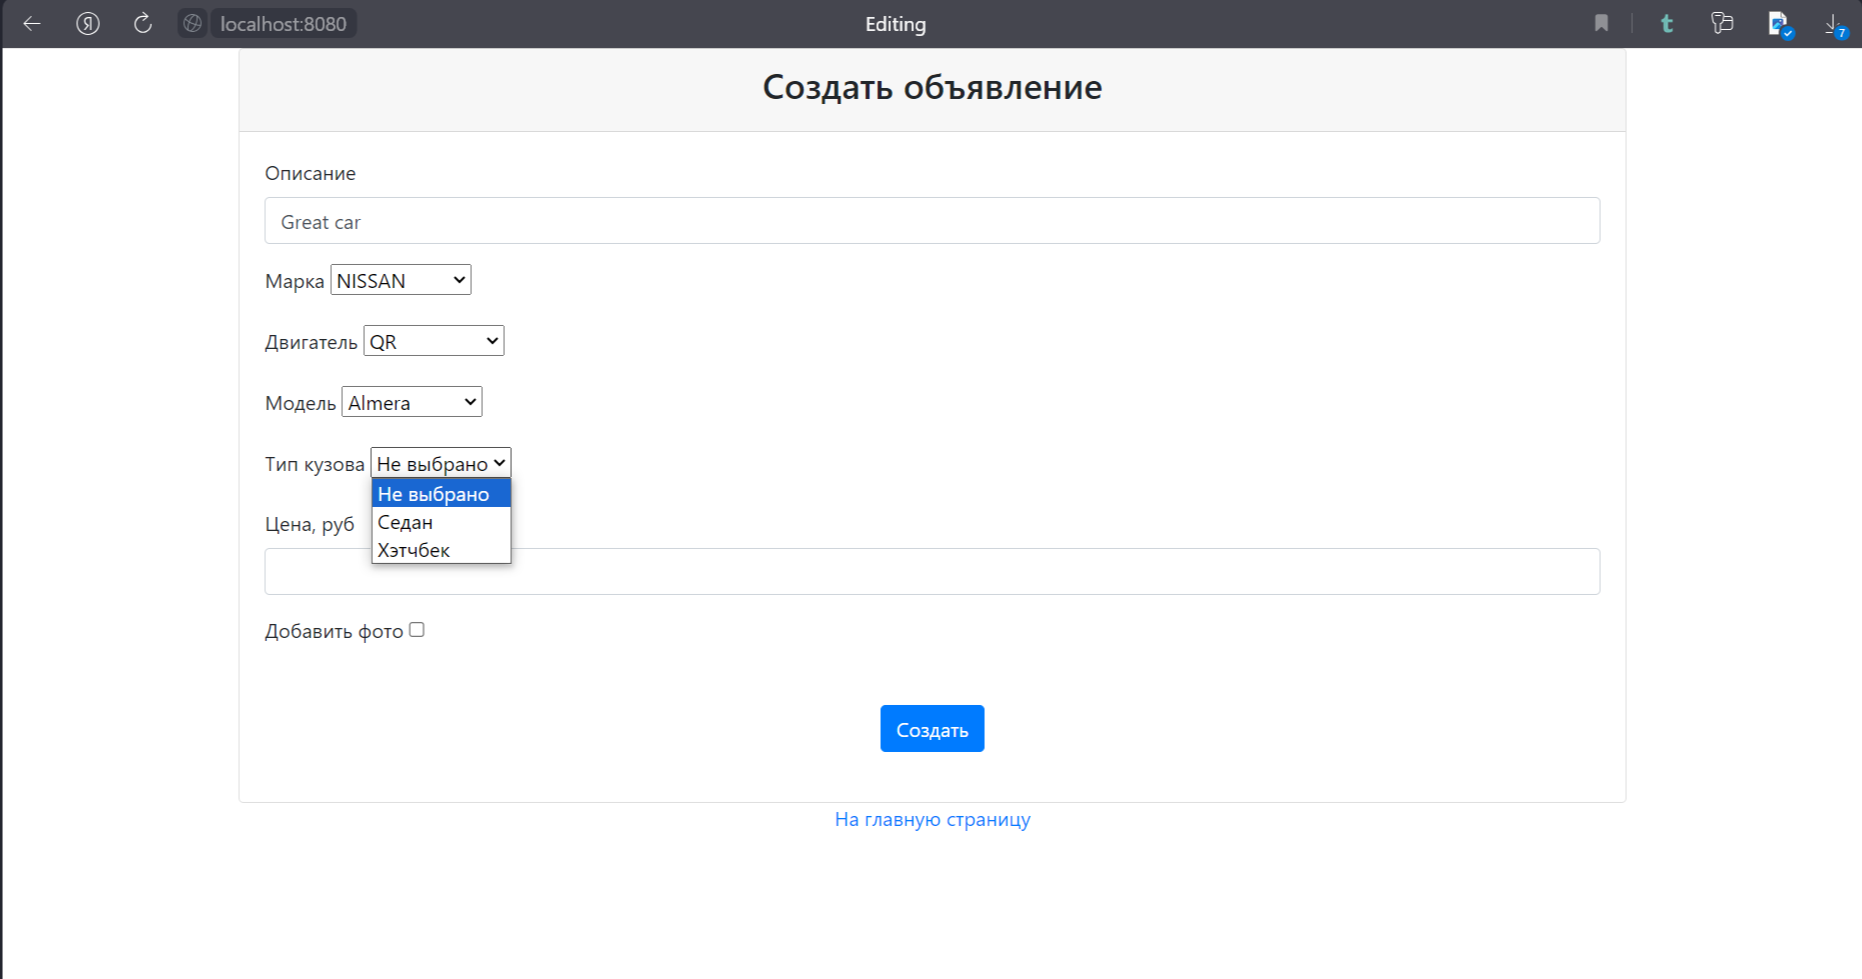 localhost:8080 Editing t 7
Создать объявление
Описание
Great car
Марка NISSAN
Двигатель QR
Модель Almera
Тип кузова Не выбрано
Не выбрано
Седан
Хэтчбек
Цена, руб
Добавить фото
Создать
На главную страницу